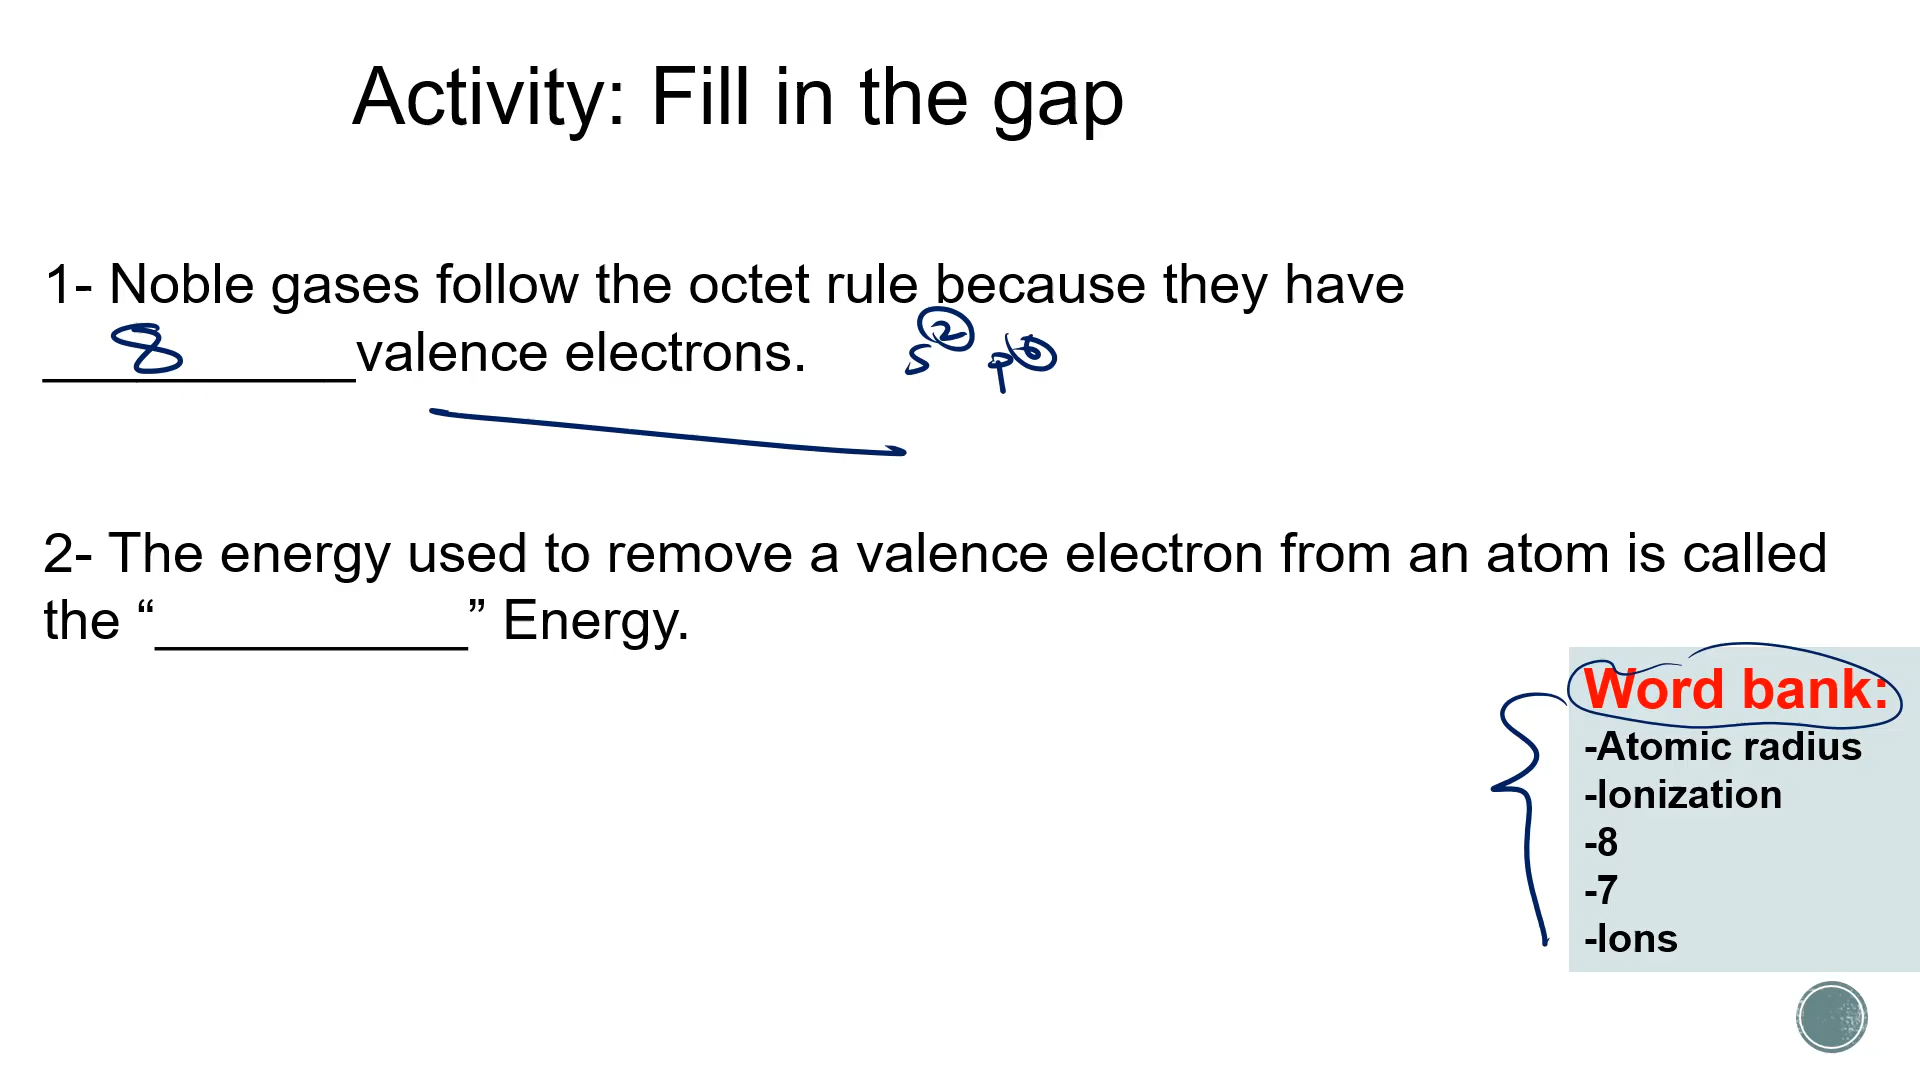 Activity: Fill in the gap
1- Noble gases follow the octet rule because they have
8 valence electrons. s² p⁶
2- The energy used to remove a valence electron from an atom is called
the “__________” Energy.
Word bank:
-Atomic radius
-Ionization
-8
-7
-Ions